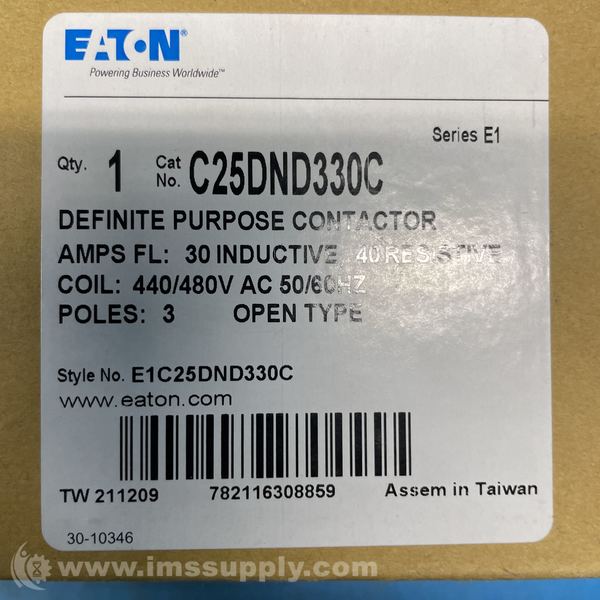 EATON®
Powering Business Worldwide™
Series E1
Qty. 1 Cat No. C25DND330C
DEFINITE PURPOSE CONTACTOR
AMPS FL: 30 INDUCTIVE 40 RESISTIVE
COIL: 440/480V AC 50/60HZ
POLES: 3 OPEN TYPE
Style No. E1C25DND330C
www.eaton.com
TW 211209 782116308859 Assem in Taiwan
30-10346
www.imssupply.com